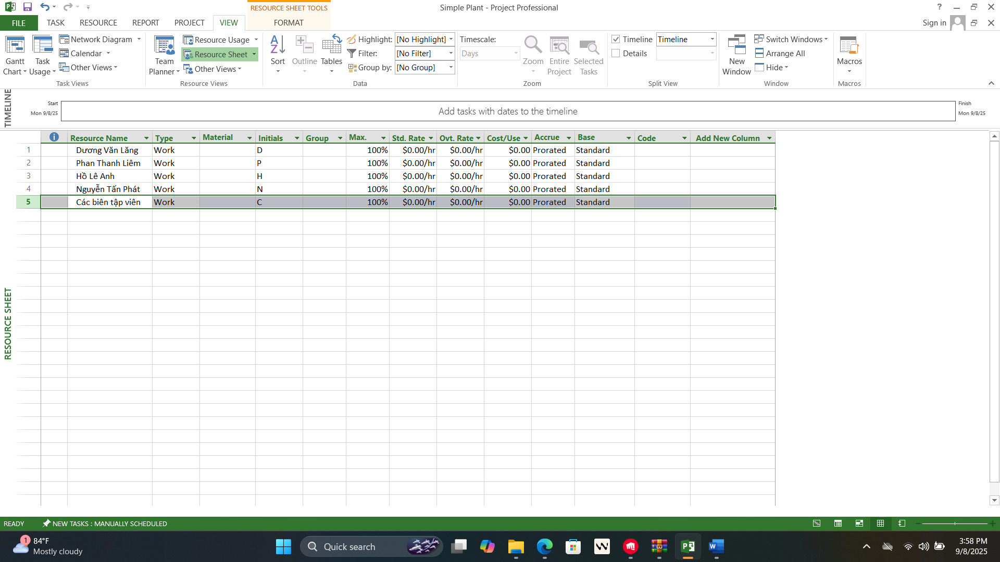 RESOURCE SHEET TOOLS
Simple Plant - Project Professional
?
FILE TASK RESOURCE REPORT PROJECT VIEW FORMAT Sign in
Network Diagram
Calendar
Other Views
Gantt Chart
Task Usage
Task Views
Team Planner
Resource Usage
Resource Sheet
Other Views
Resource Views
Sort
Outline
Tables
Highlight: [No Highlight]
Filter: [No Filter]
Group by: [No Group]
Data
Timescale:
Days
Zoom
Entire Project
Selected Tasks
Zoom
Timeline Timeline
Details
Split View
New Window
Switch Windows
Arrange All
Hide
Window
Macros
Macros
TIMELINE
Start
Mon 9/8/25
Add tasks with dates to the timeline
Finish
Mon 9/8/25
Resource Name Type Material Initials Group Max. Std. Rate Ovt. Rate Cost/Use Accrue Base Code Add New Column
1 Dương Văn Lăng Work D 100% $0.00/hr $0.00/hr $0.00 Prorated Standard
2 Phan Thanh Liêm Work P 100% $0.00/hr $0.00/hr $0.00 Prorated Standard
3 Hồ Lê Anh Work H 100% $0.00/hr $0.00/hr $0.00 Prorated Standard
4 Nguyễn Tấn Phát Work N 100% $0.00/hr $0.00/hr $0.00 Prorated Standard
5 Các biên tập viên Work C 100% $0.00/hr $0.00/hr $0.00 Prorated Standard
RESOURCE SHEET
READY NEW TASKS : MANUALLY SCHEDULED
1
84°F
Mostly cloudy
Quick search
3:58 PM
9/8/2025